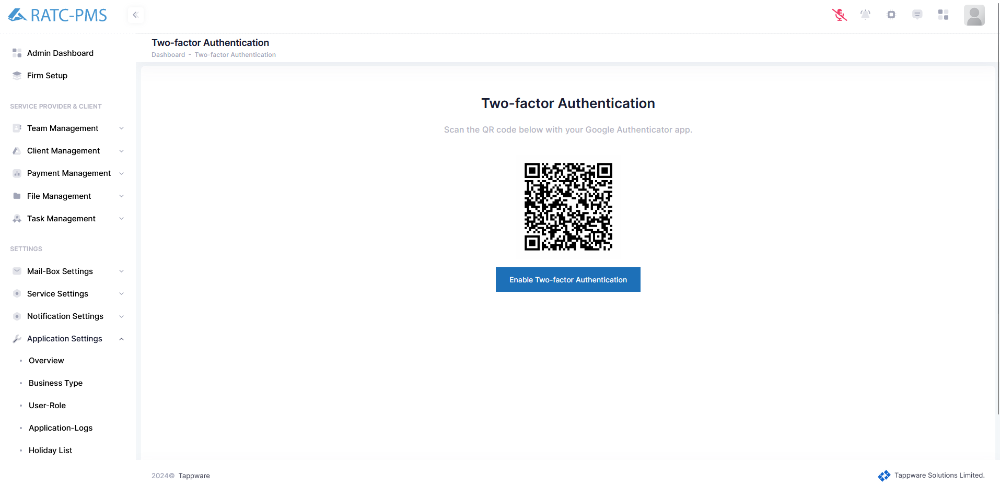 RATC-PMS
Admin Dashboard
Firm Setup
SERVICE PROVIDER & CLIENT
Team Management
Client Management
Payment Management
File Management
Task Management
SETTINGS
Mail-Box Settings
Service Settings
Notification Settings
Application Settings
Overview
Business Type
User-Role
Application-Logs
Holiday List
Two-factor Authentication
Dashboard - Two-factor Authentication
Two-factor Authentication
Scan the QR code below with your Google Authenticator app.
Enable Two-factor Authentication
2024© Tappware
Tappware Solutions Limited.